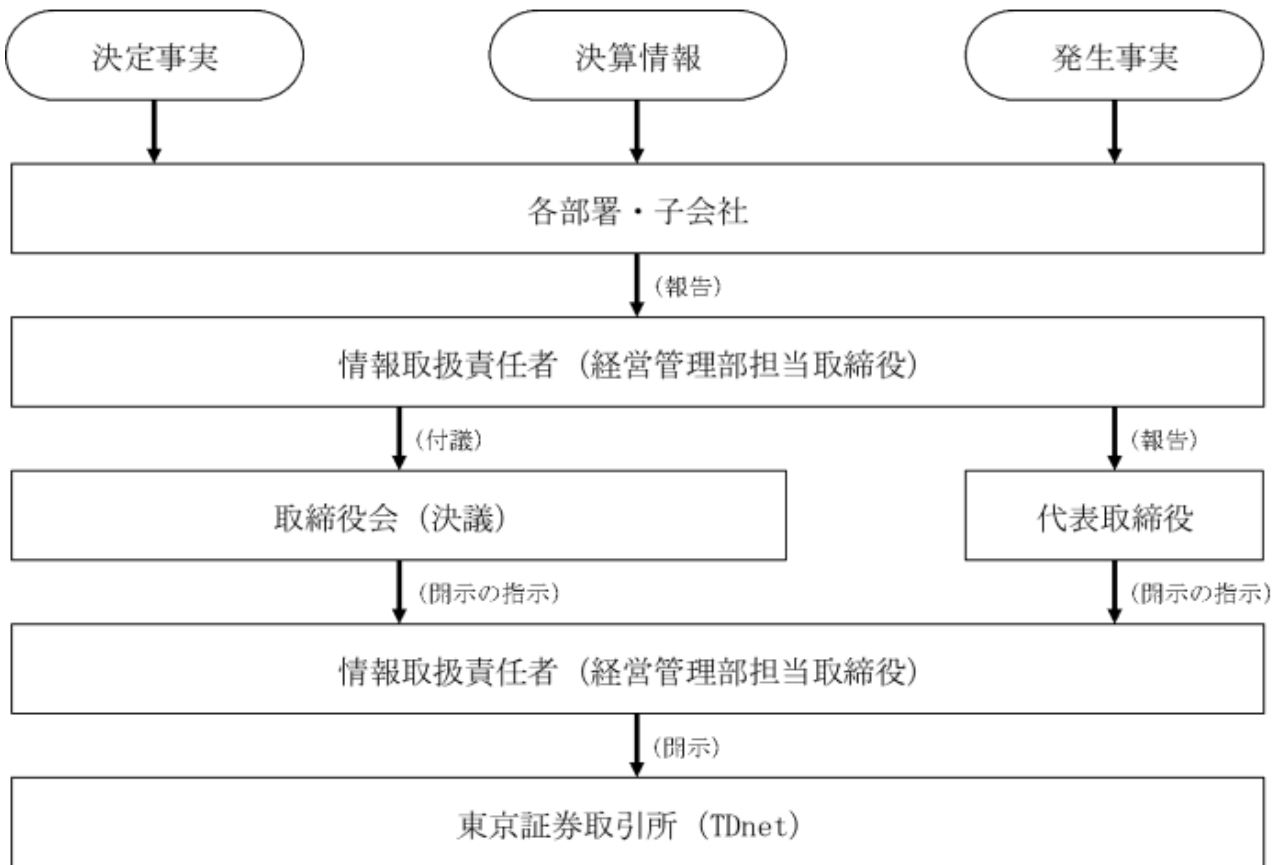 決定事実
決算情報
発生事実
各部署・子会社
(報告)
情報取扱責任者 (経営管理部担当取締役)
(付議)
(報告)
取締役会 (決議)
代表取締役
(開示の指示)
(開示の指示)
情報取扱責任者 (経営管理部担当取締役)
(開示)
東京証券取引所 (TDnet)